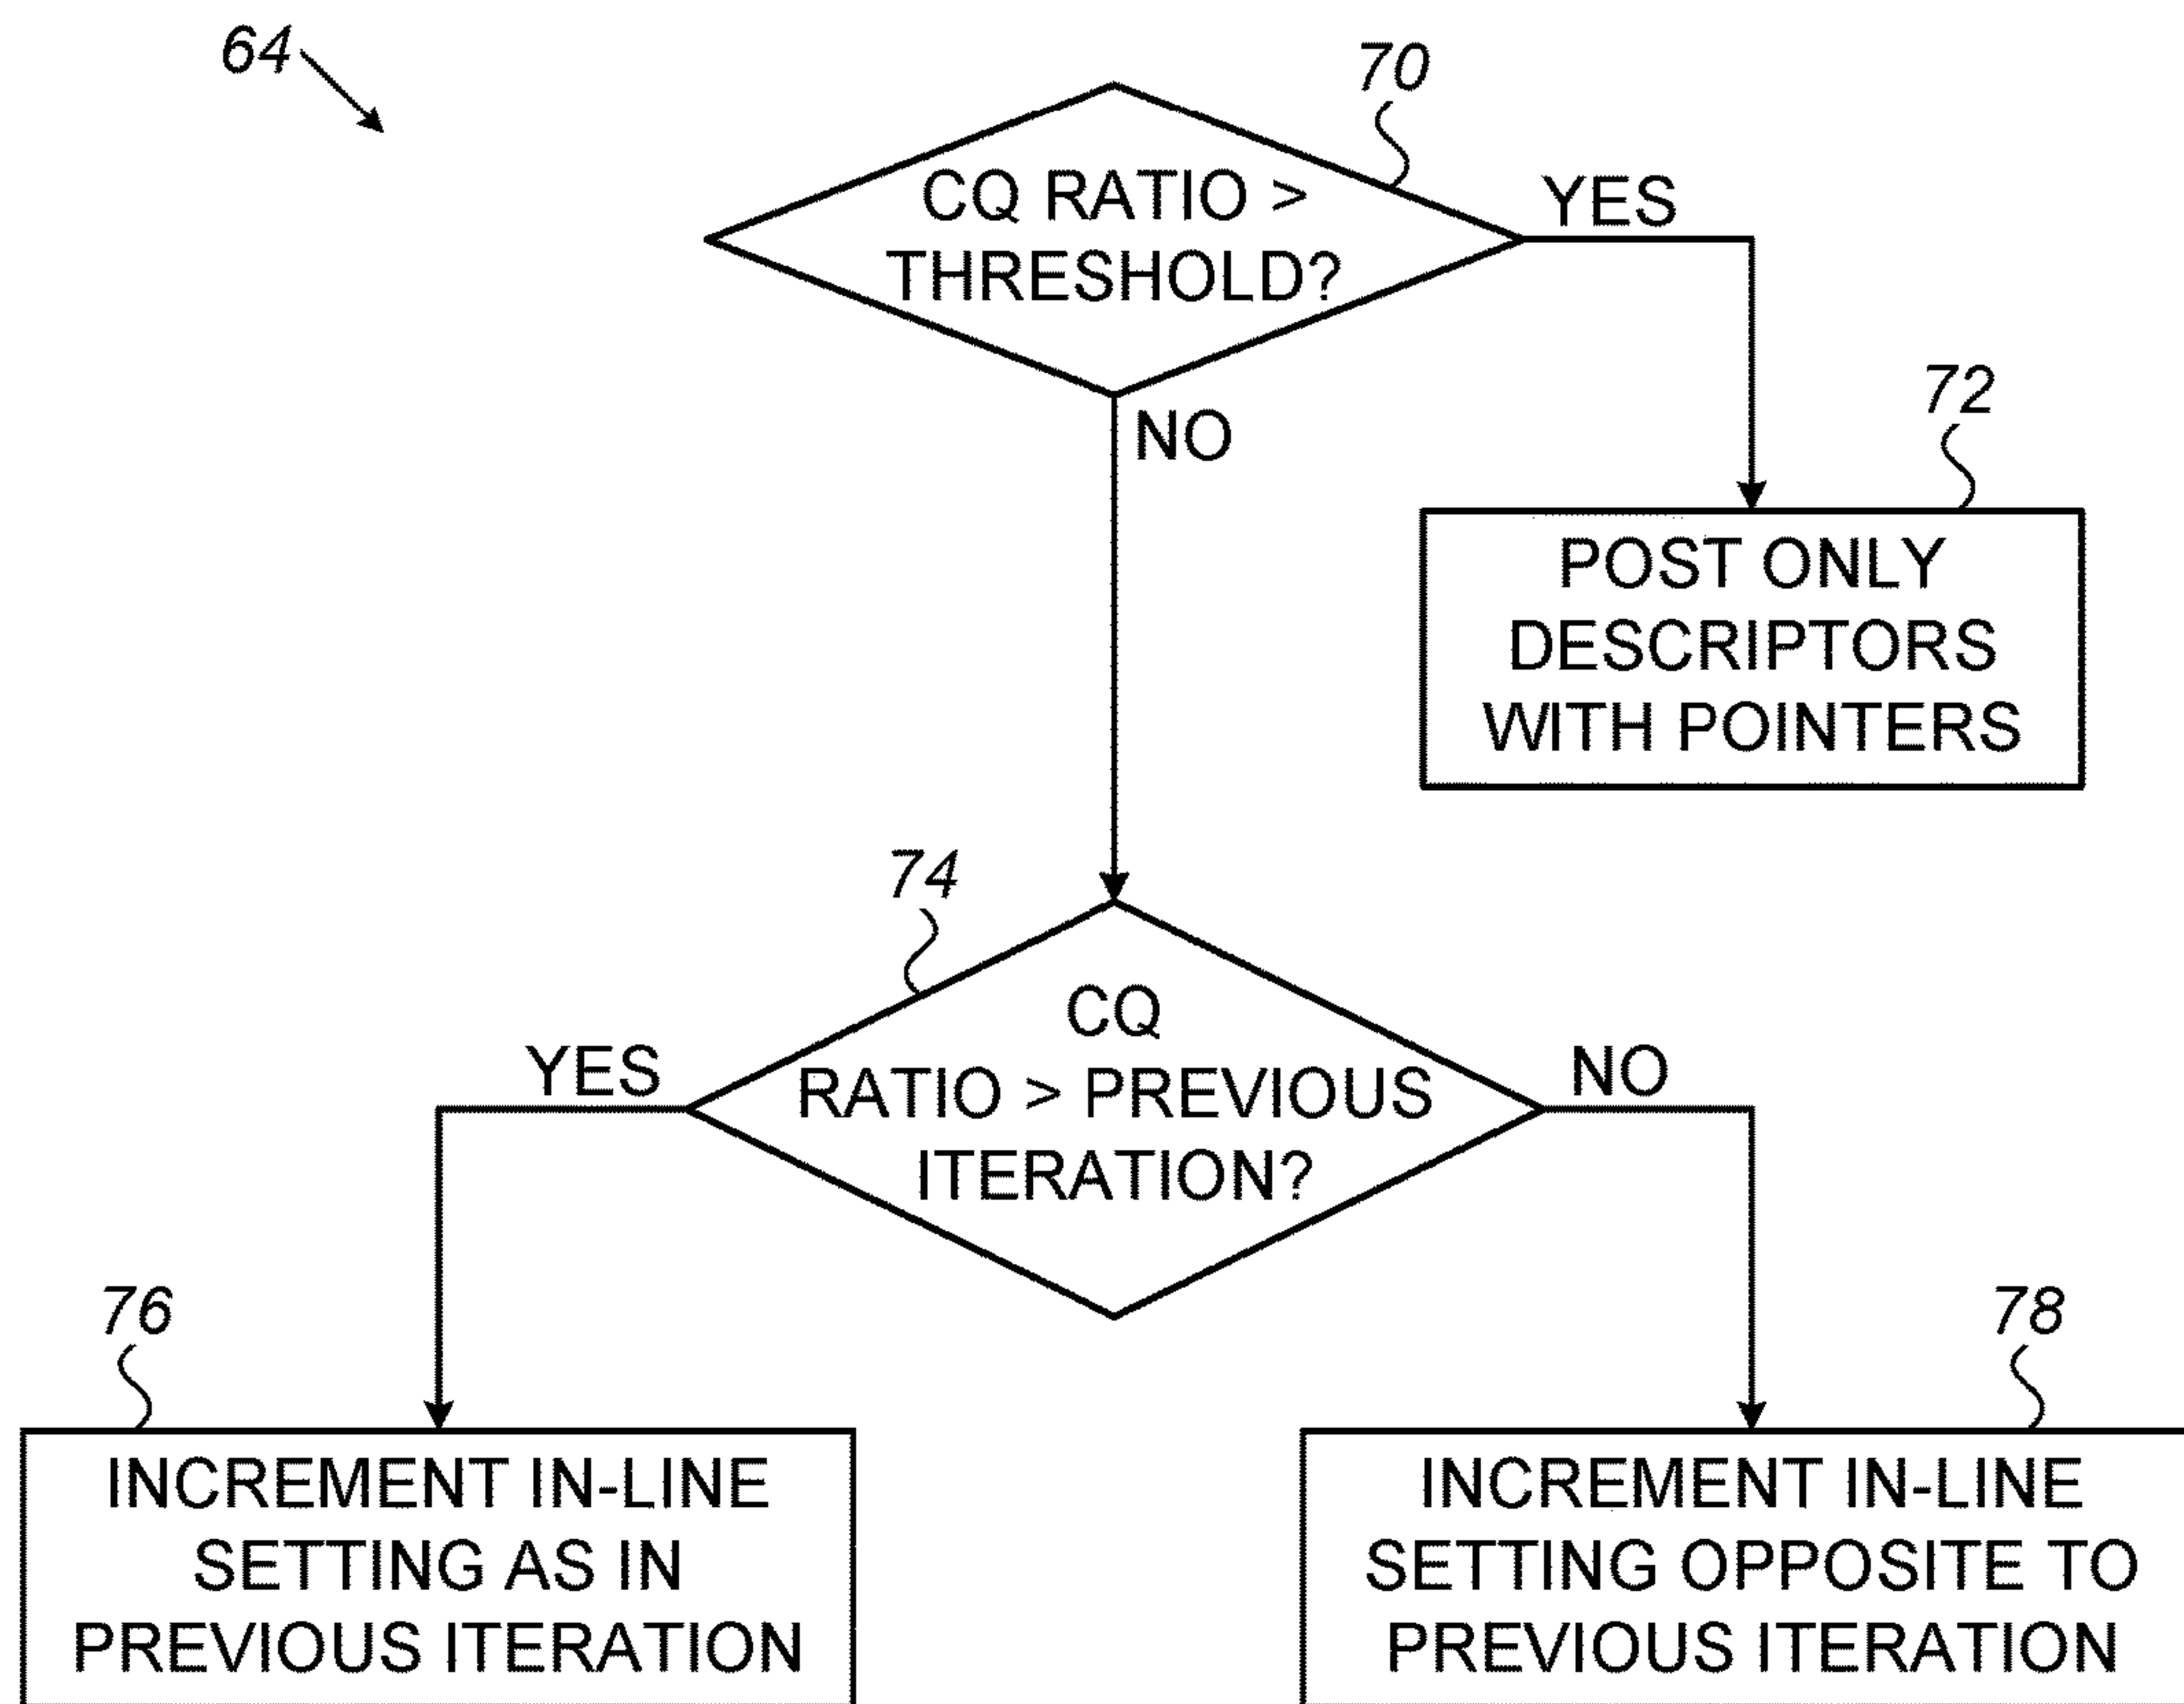 64
70
CQ RATIO >
THRESHOLD?
YES
NO
72
POST ONLY
DESCRIPTORS
WITH POINTERS
74
CQ
RATIO > PREVIOUS
ITERATION?
YES
NO
76
INCREMENT IN-LINE
SETTING AS IN
PREVIOUS ITERATION
78
INCREMENT IN-LINE
SETTING OPPOSITE TO
PREVIOUS ITERATION